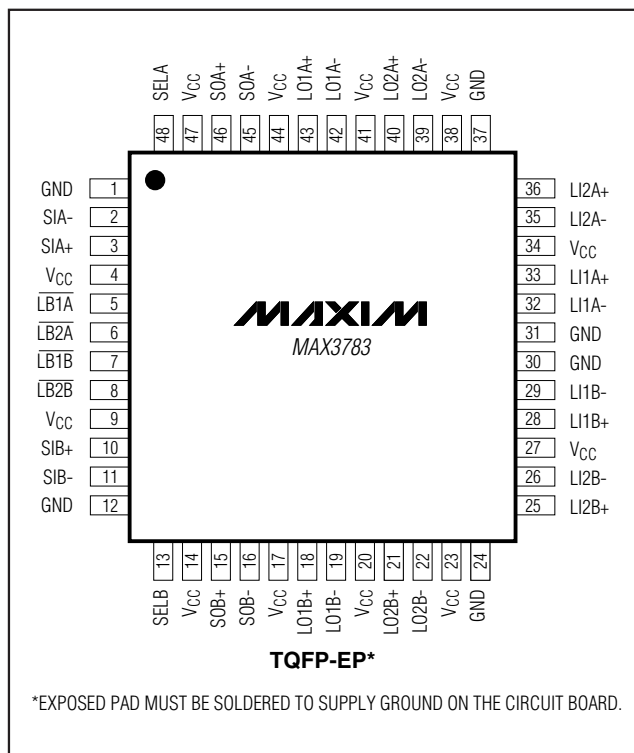 SELA VCC SOA+ SOA- VCC LO1A+ LO1A- VCC LO2A+ LO2A- VCC GND
48 47 46 45 44 43 42 41 40 39 38 37
GND 1
SIA- 2
SIA+ 3
VCC 4
LB1A 5
LB2A 6
LB1B 7
LB2B 8
VCC 9
SIB+ 10
SIB- 11
GND 12
MAXIM
MAX3783
36 LI2A+
35 LI2A-
34 VCC
33 LI1A+
32 LI1A-
31 GND
30 GND
29 LI1B-
28 LI1B+
27 VCC
26 LI2B-
25 LI2B+
13 14 15 16 17 18 19 20 21 22 23 24
SELB VCC SOB+ SOB- VCC LO1B+ LO1B- VCC LO2B+ LO2B- VCC GND
TQFP-EP*
*EXPOSED PAD MUST BE SOLDERED TO SUPPLY GROUND ON THE CIRCUIT BOARD.